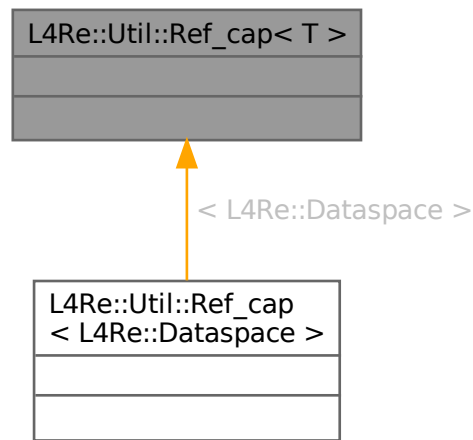 L4Re::Util::Ref_cap< T >
< L4Re::Dataspace >
L4Re::Util::Ref_cap
< L4Re::Dataspace >